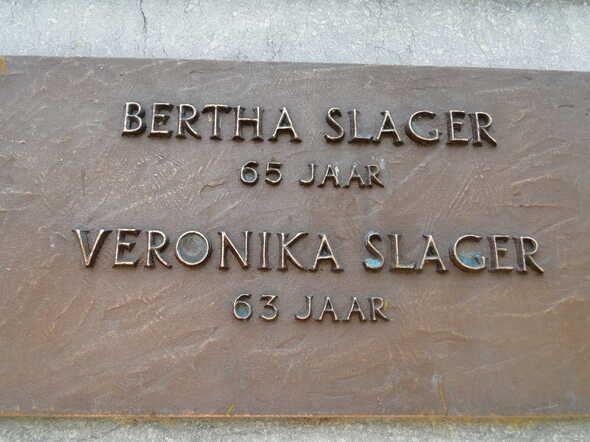 BERTHA SLAGER
65 JAAR
VERONIKA SLAGER
63 JAAR